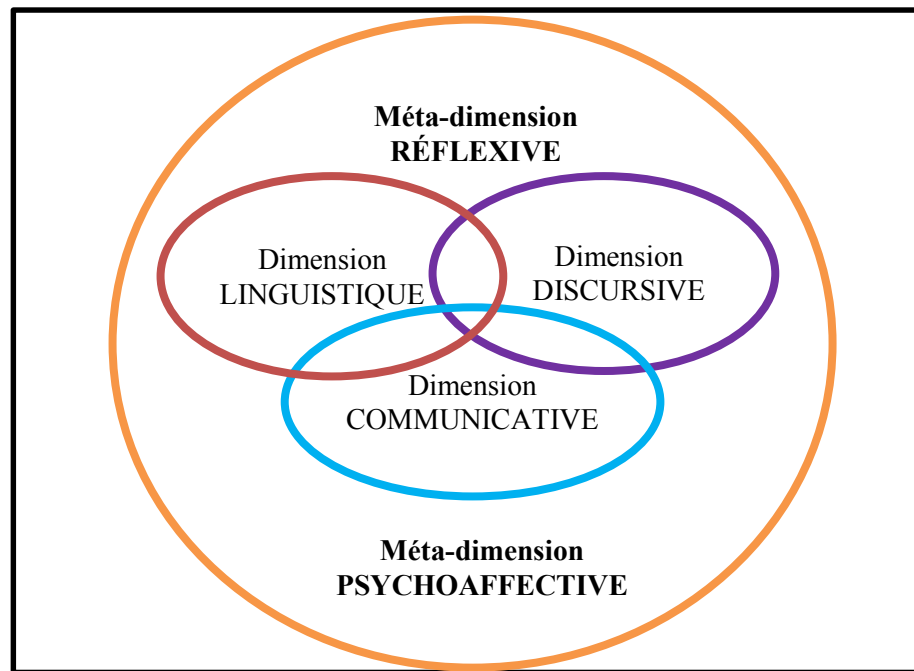 Méta-dimension
RÉFLEXIVE
Dimension
LINGUISTIQUE
Dimension
DISCURSIVE
Dimension
COMMUNICATIVE
Méta-dimension
PSYCHOAFFECTIVE